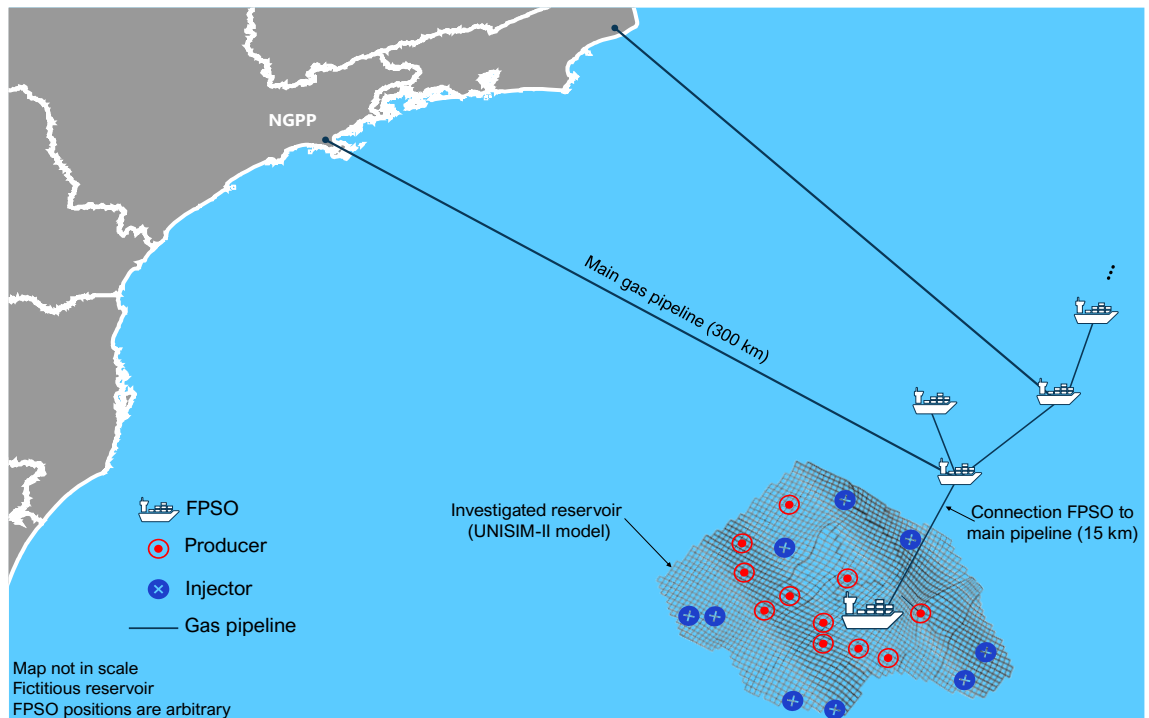 NGPP
Main gas pipeline (300 km)
Investigated reservoir
(UNISIM-II model)
Connection FPSO to
main pipeline (15 km)
FPSO
Producer
Injector
Gas pipeline
Map not in scale
Fictitious reservoir
FPSO positions are arbitrary